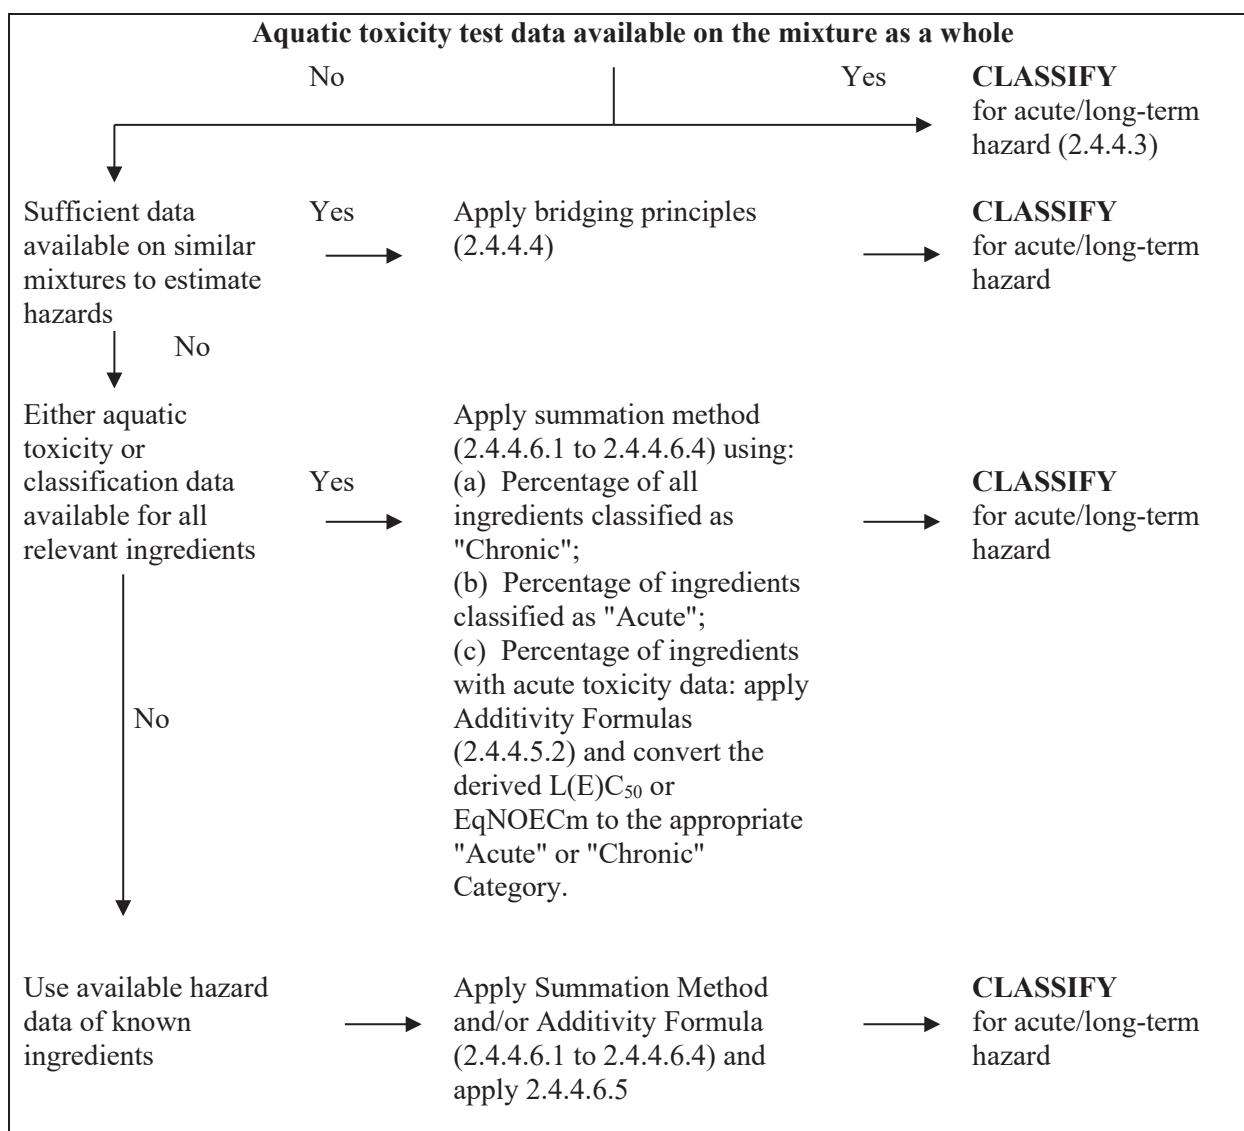 Aquatic toxicity test data available on the mixture as a whole
No
Yes
CLASSIFY
for acute/long-term
hazard (2.4.4.3)
Sufficient data
available on similar
mixtures to estimate
hazards
Yes
Apply bridging principles
(2.4.4.4)
CLASSIFY
for acute/long-term
hazard
No
Either aquatic
toxicity or
classification data
available for all
relevant ingredients
Yes
Apply summation method
(2.4.4.6.1 to 2.4.4.6.4) using:
(a) Percentage of all
ingredients classified as
"Chronic";
(b) Percentage of ingredients
classified as "Acute";
(c) Percentage of ingredients
with acute toxicity data: apply
Additivity Formulas
(2.4.4.5.2) and convert the
derived L(E)C₅₀ or
EqNOECm to the appropriate
"Acute" or "Chronic"
Category.
CLASSIFY
for acute/long-term
hazard
No
Use available hazard
data of known
ingredients
Apply Summation Method
and/or Additivity Formula
(2.4.4.6.1 to 2.4.4.6.4) and
apply 2.4.4.6.5
CLASSIFY
for acute/long-term
hazard